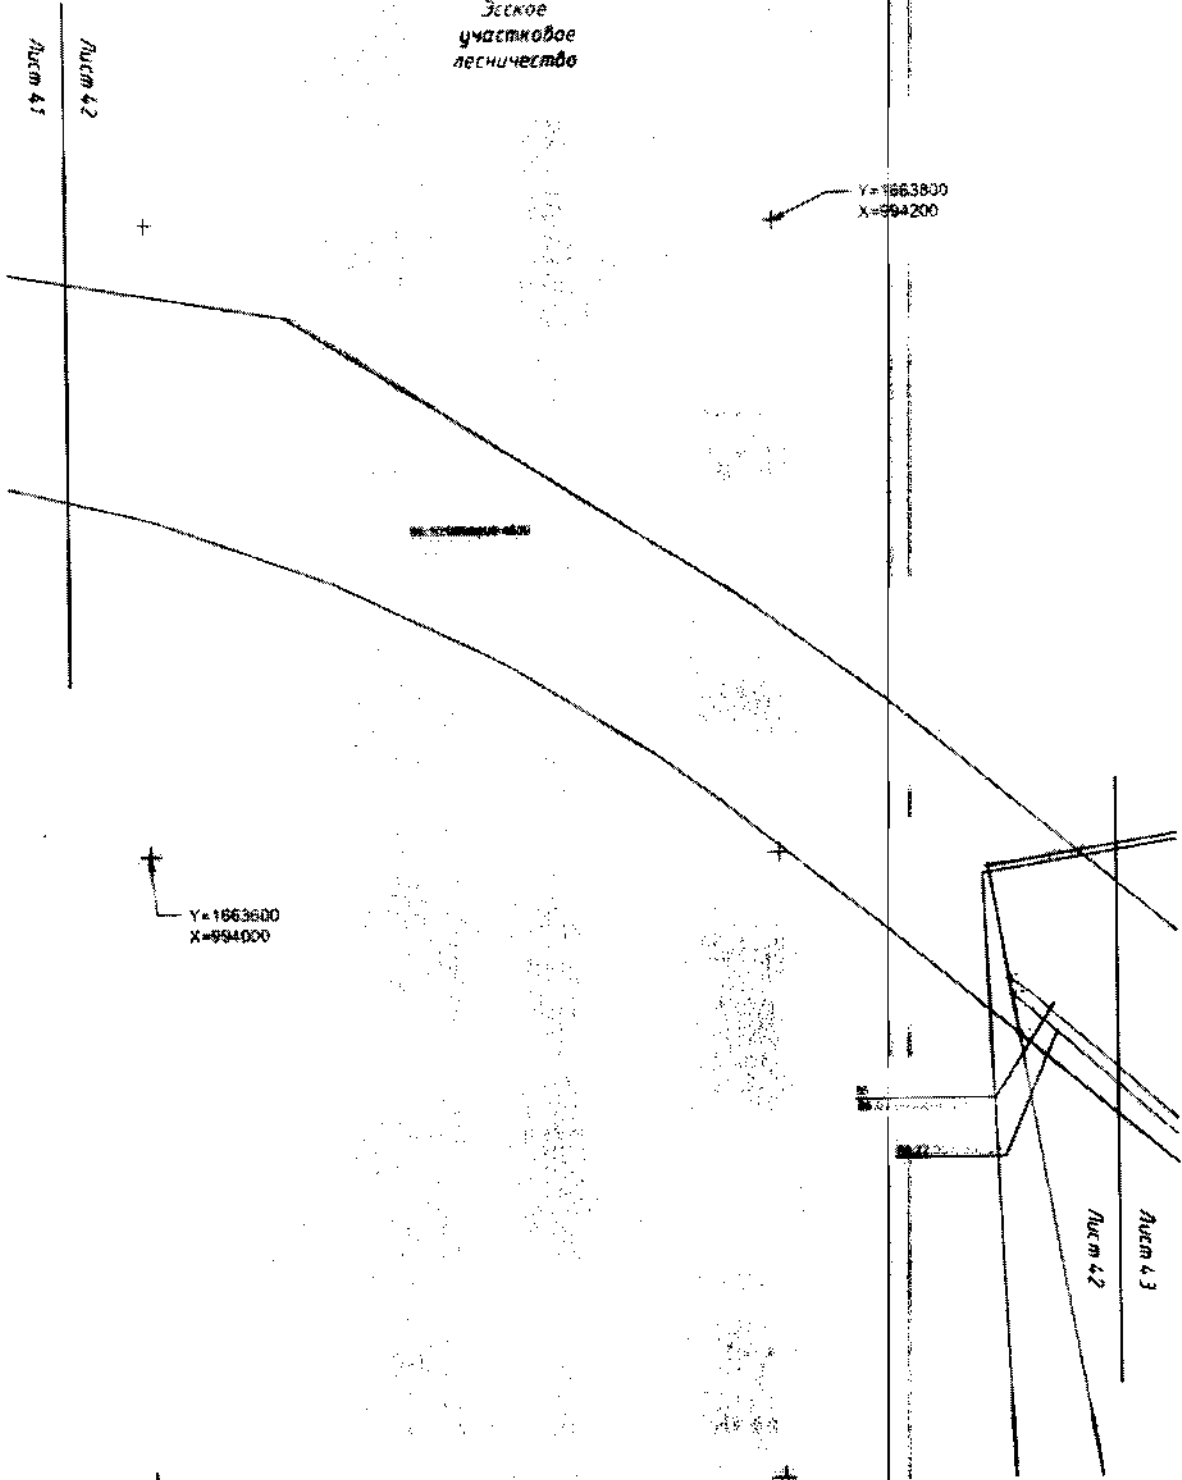 Эсское
участковое
лесничество
Лист 41
Лист 42
Y=1663800
X=994200
Y=1663600
X=994000
Лист 42
Лист 43